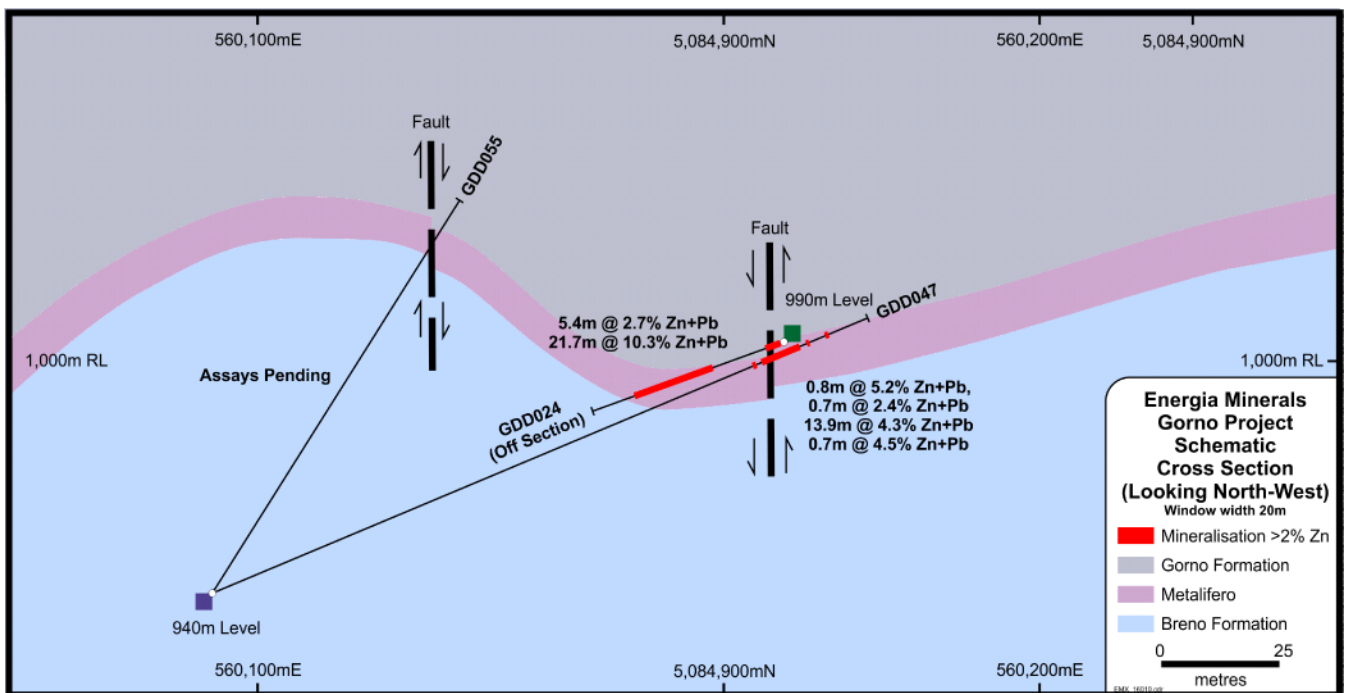 560,100mE
5,084,900mN
560,200mE
5,084,900mN
Fault
GDD055
Fault
990m Level
GDD047
5.4m @ 2.7% Zn+Pb
21.7m @ 10.3% Zn+Pb
1,000m RL
1,000m RL
Assays Pending
GDD024
(Off Section)
0.8m @ 5.2% Zn+Pb,
0.7m @ 2.4% Zn+Pb
13.9m @ 4.3% Zn+Pb
0.7m @ 4.5% Zn+Pb
940m Level
560,100mE
5,084,900mN
560,200mE
Energia Minerals
Gorno Project
Schematic
Cross Section
(Looking North-West)
Window width 20m
Mineralisation >2% Zn
Gorno Formation
Metalifero
Breno Formation
0 25
metres
EMX_16010.cdr